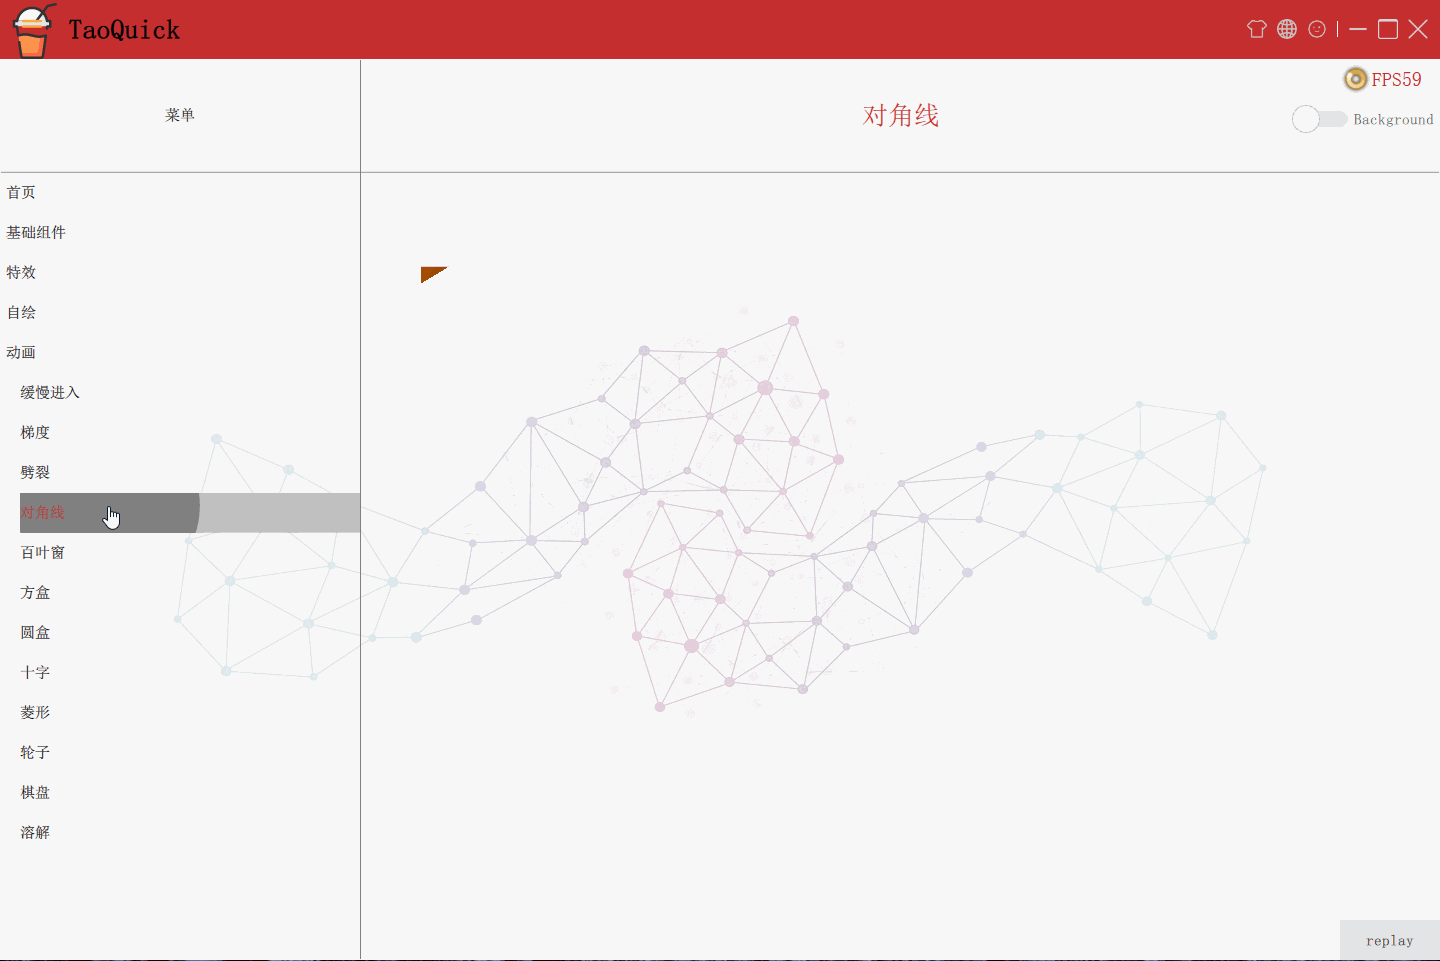 TaoQuick
FPS59
菜单
对角线
Background
首页
基础组件
特效
自绘
动画
缓慢进入
梯度
劈裂
对角线
百叶窗
方盒
圆盒
十字
菱形
轮子
棋盘
溶解
replay